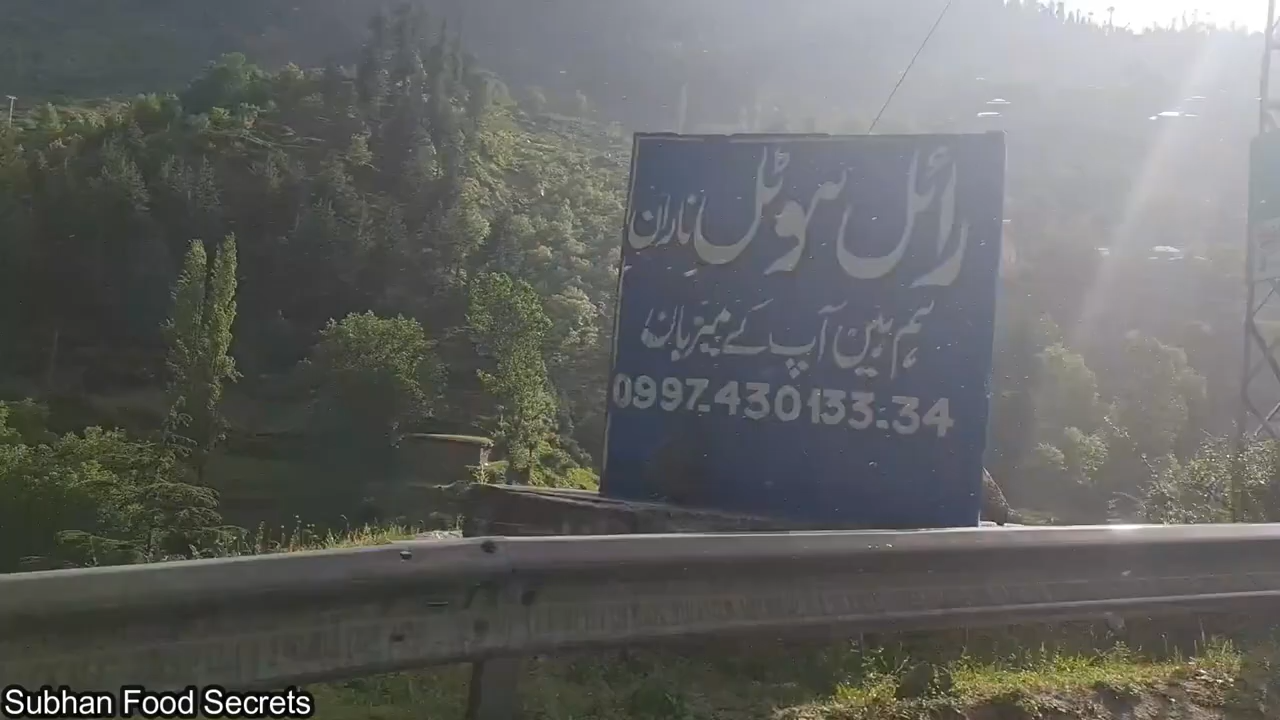 رائل ہوٹل ناران
ہم ہیں آپ کے میزبان
0997-430133-34
Subhan Food Secrets